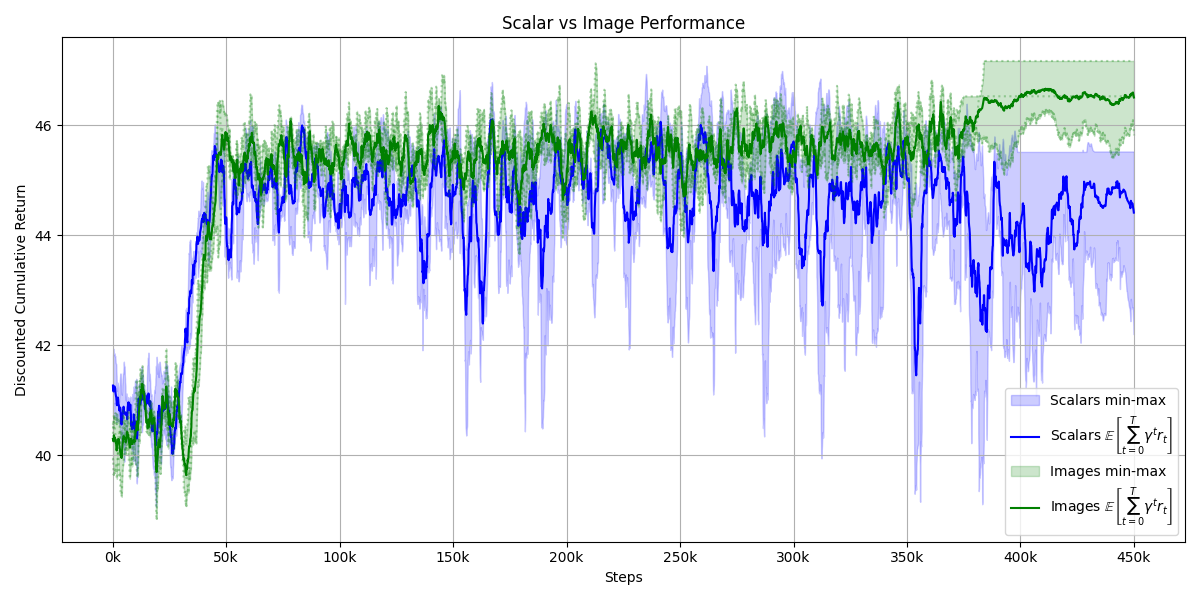 Scalar vs Image Performance
Discounted Cumulative Return
46
44
42
40
Scalars min-max
Scalars 𝔼[∑_{t=0}^{T} γ^t r_t]
Images min-max
Images 𝔼[∑_{t=0}^{T} γ^t r_t]
0k 50k 100k 150k 200k 250k 300k 350k 400k 450k
Steps